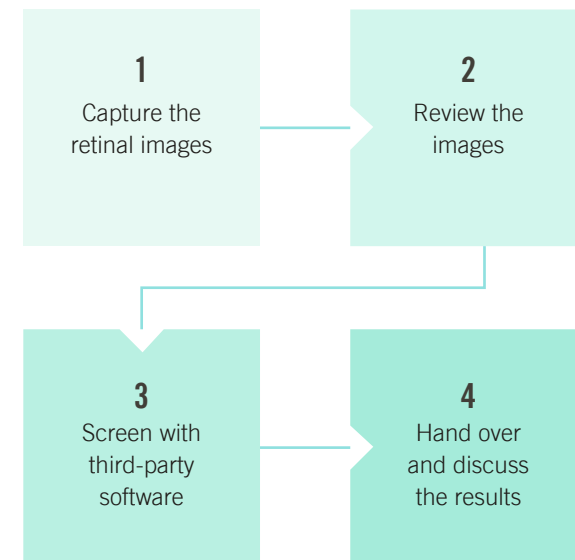 1
Capture the
retinal images
2
Review the
images
3
Screen with
third-party
software
4
Hand over
and discuss
the results